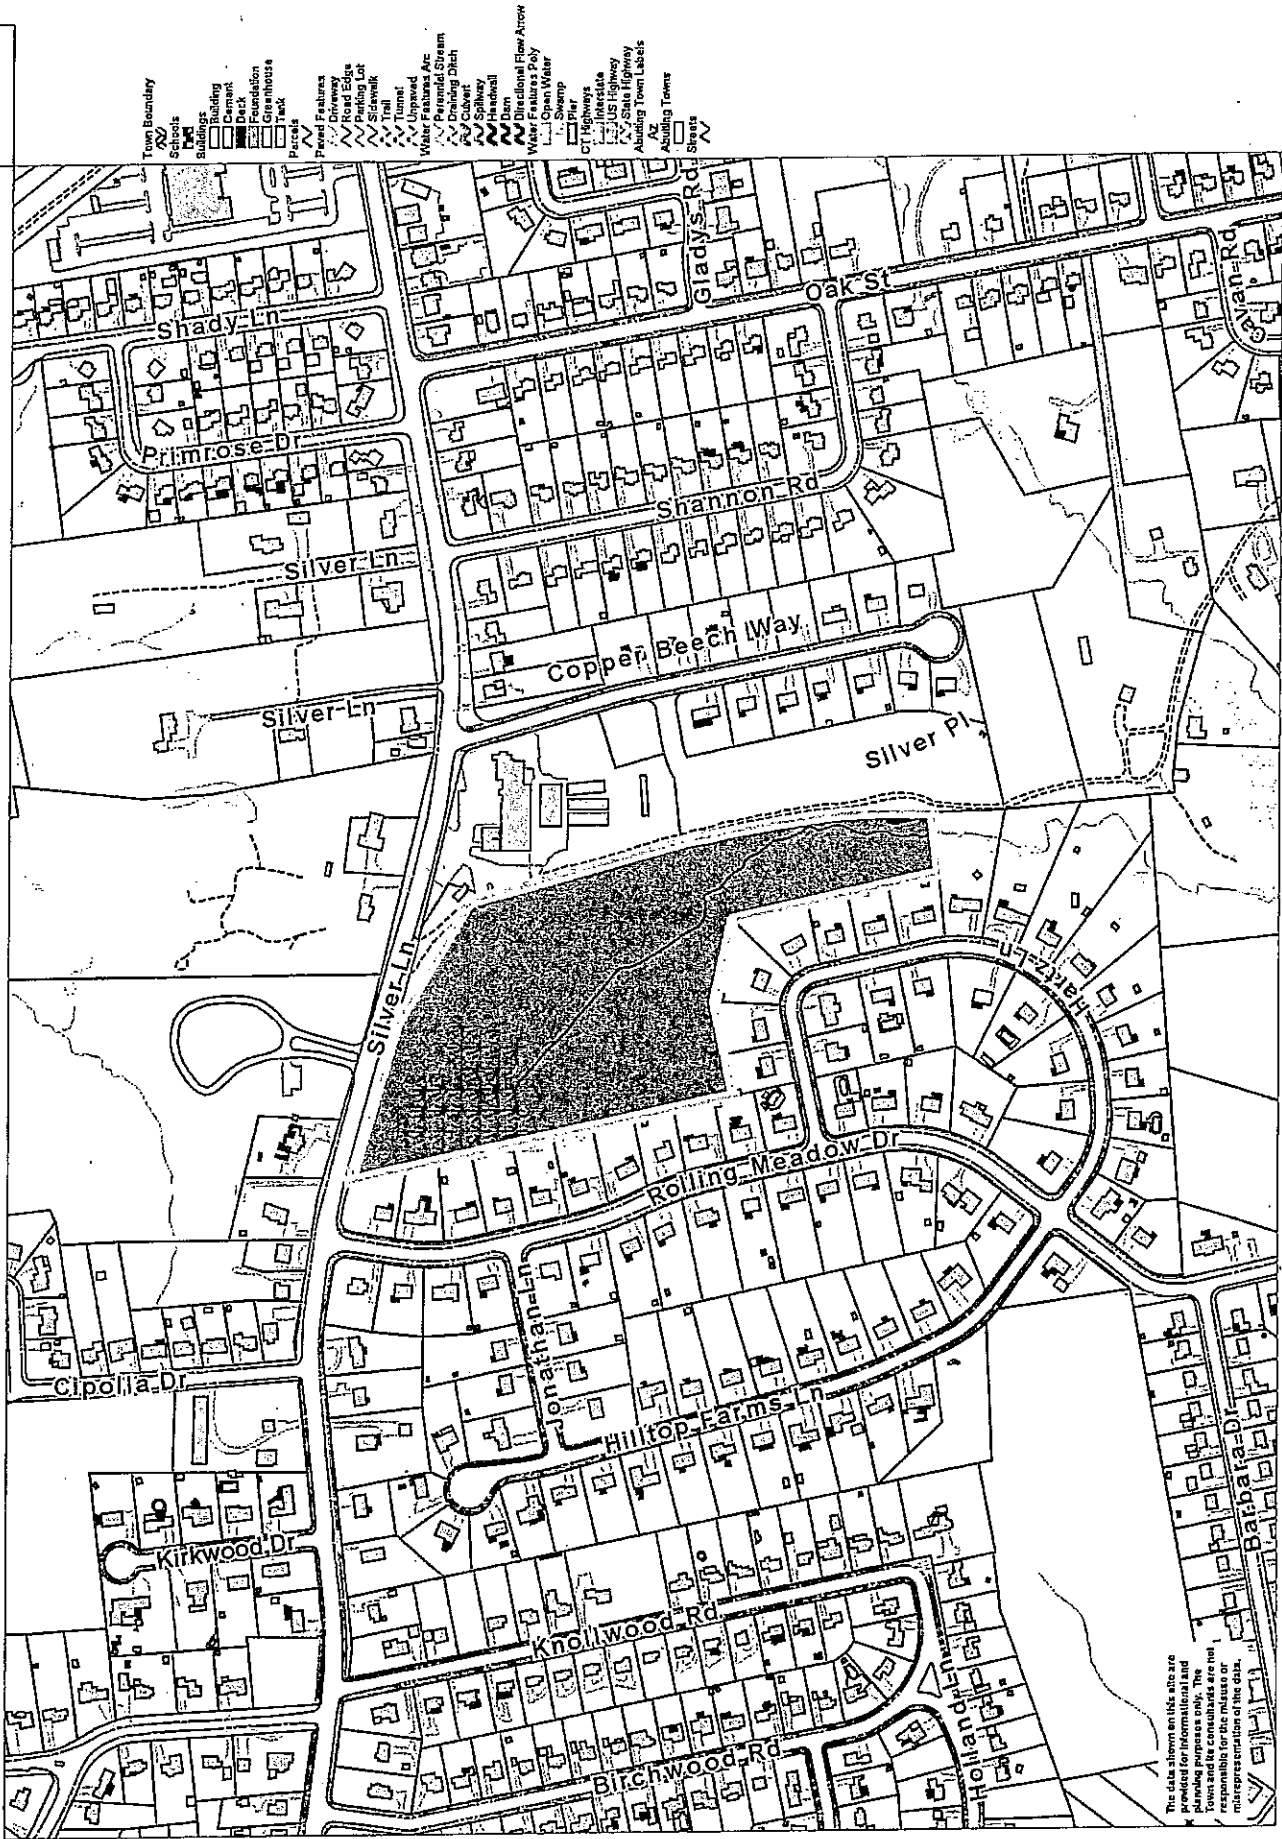 Town Boundary
Schools
Buildings
Building
Cement
Deck
Foundation
Greenhouse
Tank
Parcels
Paved Features
Driveway
Road Edge
Parking Lot
Sidewalk
Trail
Tunnel
Unpaved
Water Features Arc
Perennial Stream
Draining Ditch
Culvert
Spillway
Headwall
Dam
Directional Flow Arrow
Water Features Poly
Open Water
Swamp
Pier
CT Highways
Interstate
US Highway
State Highway
Abutting Town Labels
AZ
Abutting Towns
Streets
Shady Ln
Primrose Dr
Silver Ln
Silver Ln
Silver Ln
Gladys Rd
Oak St
Cavan Rd
Shannon Rd
Copper Beech Way
Silver Pl
Hartz Ln
Rolling Meadow Dr
Jonathan Ln
Hilltop Farms Ln
Cipolla Dr
Kirkwood Dr
Knollwood Rd
Birchwood Rd
Holland Ln
Barbara Dr
The data shown on this site are
provided for informational and
planning purposes only. The
Town and its consultants are not
responsible for the misuse or
misrepresentation of the data.